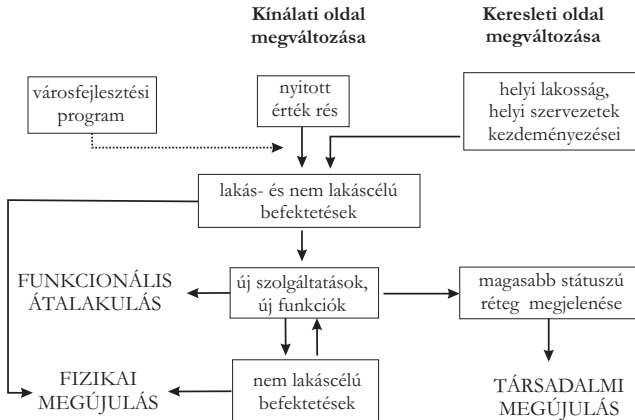 Kínálati oldal
megváltozása
Keresleti oldal
megváltozása
városfejlesztési
program
nyitott
érték rés
helyi lakosság,
helyi szervezetek
kezdeményezései
lakás- és nem lakáscélú
befektetések
FUNKCIONÁLIS
ÁTALAKULÁS
új szolgáltatások,
új funkciók
magasabb státuszú
réteg megjelenése
FIZIKAI
MEGÚJULÁS
nem lakáscélú
befektetések
TÁRSADALMI
MEGÚJULÁS